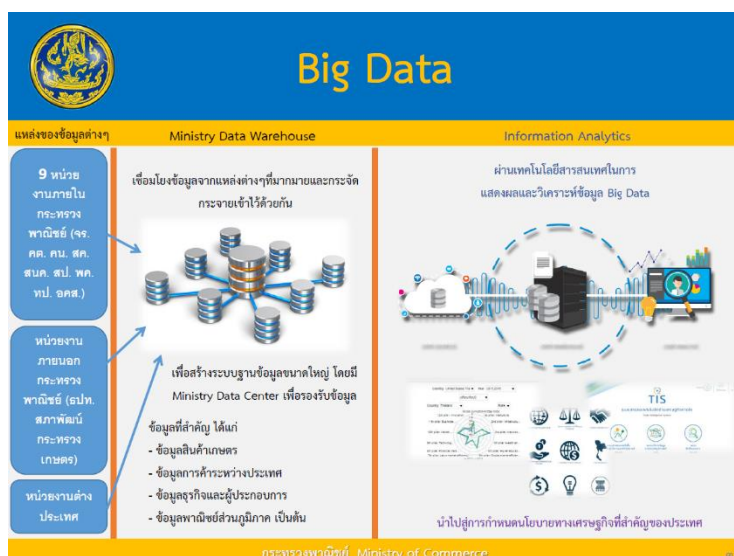 Big Data
แหล่งของข้อมูลต่างๆ
Ministry Data Warehouse
Information Analytics
9 หน่วย
งานภายใน
กระทรวง
พาณิชย์ (จร.
คต. คน. สค.
สนค. สป. พค.
ทป. อคส.)
หน่วยงาน
ภายนอก
กระทรวง
พาณิชย์ (ธปท.
สภาพัฒน์
กระทรวง
เกษตร)
หน่วยงานต่าง
ประเทศ
เชื่อมโยงข้อมูลจากแหล่งต่างๆที่มากมายและกระจัด
กระจายเข้าไว้ด้วยกัน
เพื่อสร้างระบบฐานข้อมูลขนาดใหญ่ โดยมี
Ministry Data Center เพื่อรองรับข้อมูล
ข้อมูลที่สำคัญ ได้แก่
- ข้อมูลสินค้าเกษตร
- ข้อมูลการค้าระหว่างประเทศ
- ข้อมูลธุรกิจและผู้ประกอบการ
- ข้อมูลพาณิชย์ส่วนภูมิภาค เป็นต้น
ผ่านเทคโนโลยีสารสนเทศในการ
แสดงผลและวิเคราะห์ข้อมูล Big Data
TIS
นำไปสู่การกำหนดนโยบายทางเศรษฐกิจที่สำคัญของประเทศ
กระทรวงพาณิชย์ Ministry of Commerce